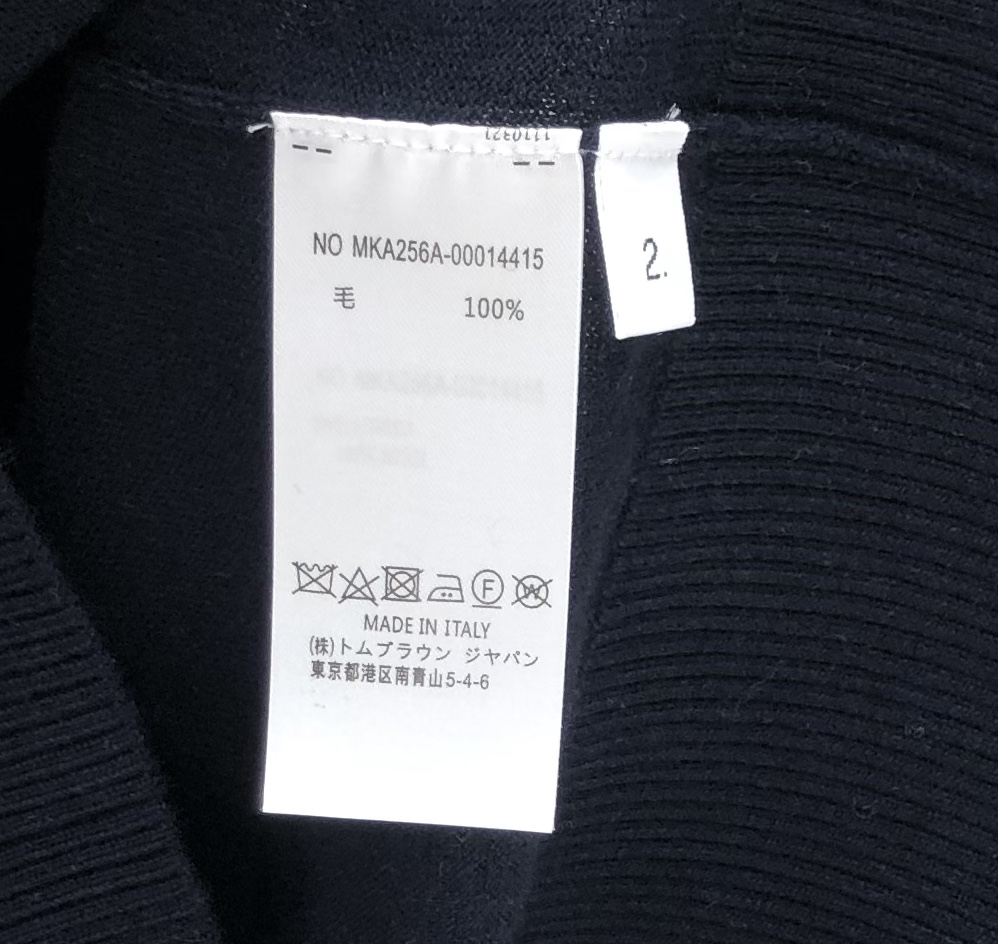 1110321
NO MKA256A-00014415
毛 100%
2.
MADE IN ITALY
(株)トムブラウン ジャパン
東京都港区南青山5-4-6